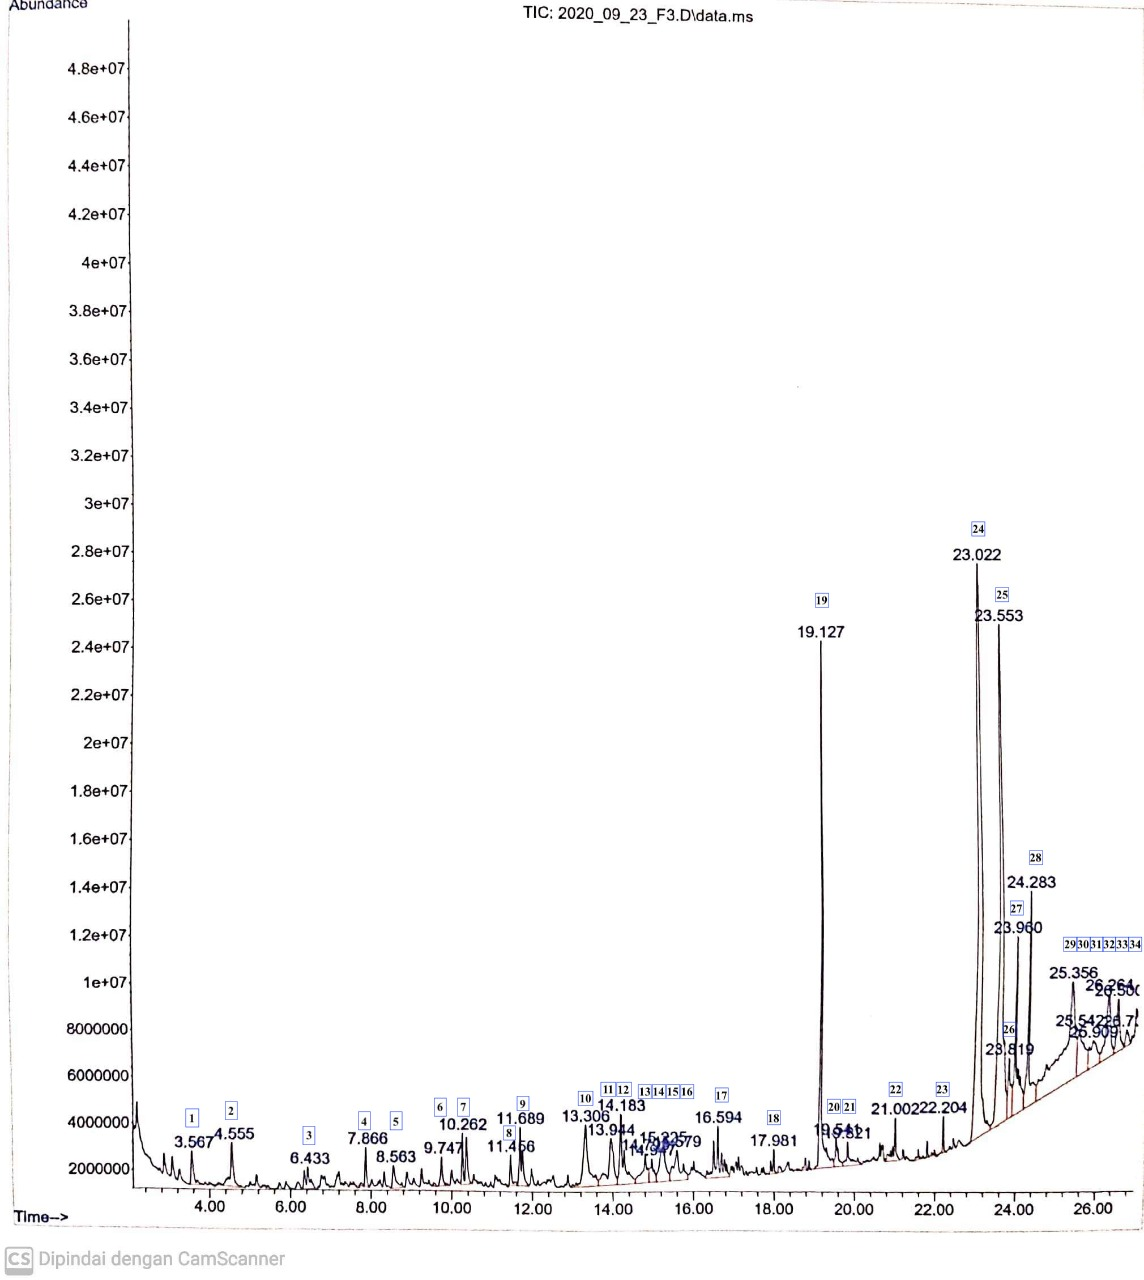 Abundance
TIC: 2020_09_23_F3.D\data.ms
4.8e+07
4.6e+07
4.4e+07
4.2e+07
4e+07
3.8e+07
3.6e+07
3.4e+07
3.2e+07
3e+07
2.8e+07
2.6e+07
2.4e+07
2.2e+07
2e+07
1.8e+07
1.6e+07
1.4e+07
1.2e+07
1e+07
8000000
6000000
4000000
2000000
24
23.022
19
25
19.127
23.553
28
24.283
27
23.960
29 30 31 32 33 34
25.356
26.264
25.542
25.909
26
23.819
1
3.567
2
4.555
3
6.433
4
7.866
5
8.563
6
9.747
7
10.262
8
11.456
9
11.689
10
13.306
11 12
14.183
13.944
13 14 15 16
17
16.594
18
17.981
20 21
22
21.002
23
22.204
4.00 6.00 8.00 10.00 12.00 14.00 16.00 18.00 20.00 22.00 24.00 26.00
Time-->
CS Dipindai dengan CamScanner